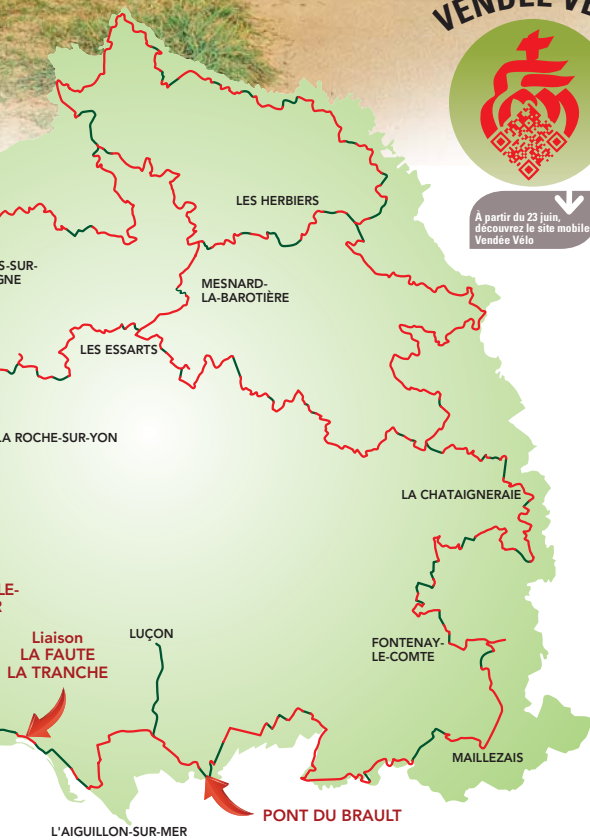 VENDÉE VÉ
À partir du 23 juin,
découvrez le site mobile
Vendée Vélo
LES HERBIERS
S-SUR-
GNE
MESNARD-
LA-BAROTIÈRE
LES ESSARTS
LA ROCHE-SUR-YON
LA CHATAIGNERAIE
LE-
R
Liaison
LA FAUTE
LA TRANCHE
LUÇON
FONTENAY-
LE-COMTE
MAILLEZAIS
PONT DU BRAULT
L'AIGUILLON-SUR-MER